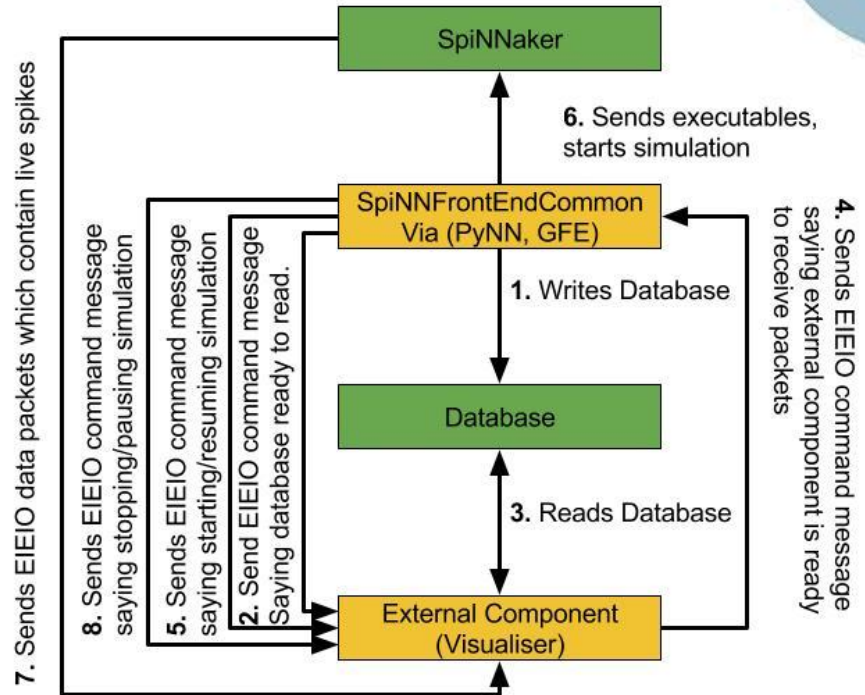 SpiNNaker
6. Sends executables,
starts simulation
SpiNNFrontEndCommon
Via (PyNN, GFE)
1. Writes Database
Database
3. Reads Database
External Component
(Visualiser)
7. Sends EIEIO data packets which contain live spikes
8. Sends EIEIO command message
saying stopping/pausing simulation
5. Sends EIEIO command message
saying starting/resuming simulation
2. Send EIEIO command message
Saying database ready to read.
4. Sends EIEIO command message
saying external component is ready
to receive packets